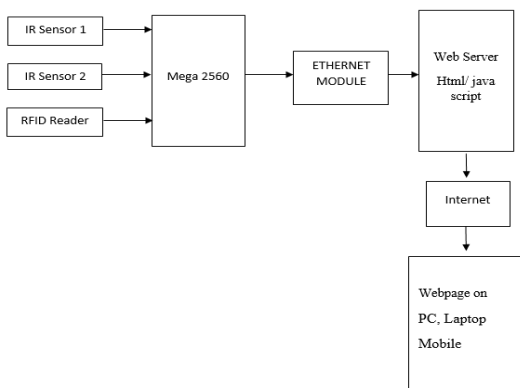 IR Sensor 1
IR Sensor 2
RFID Reader
Mega 2560
ETHERNET
MODULE
Web Server
Html/ java
script
Internet
Webpage on
PC, Laptop
Mobile